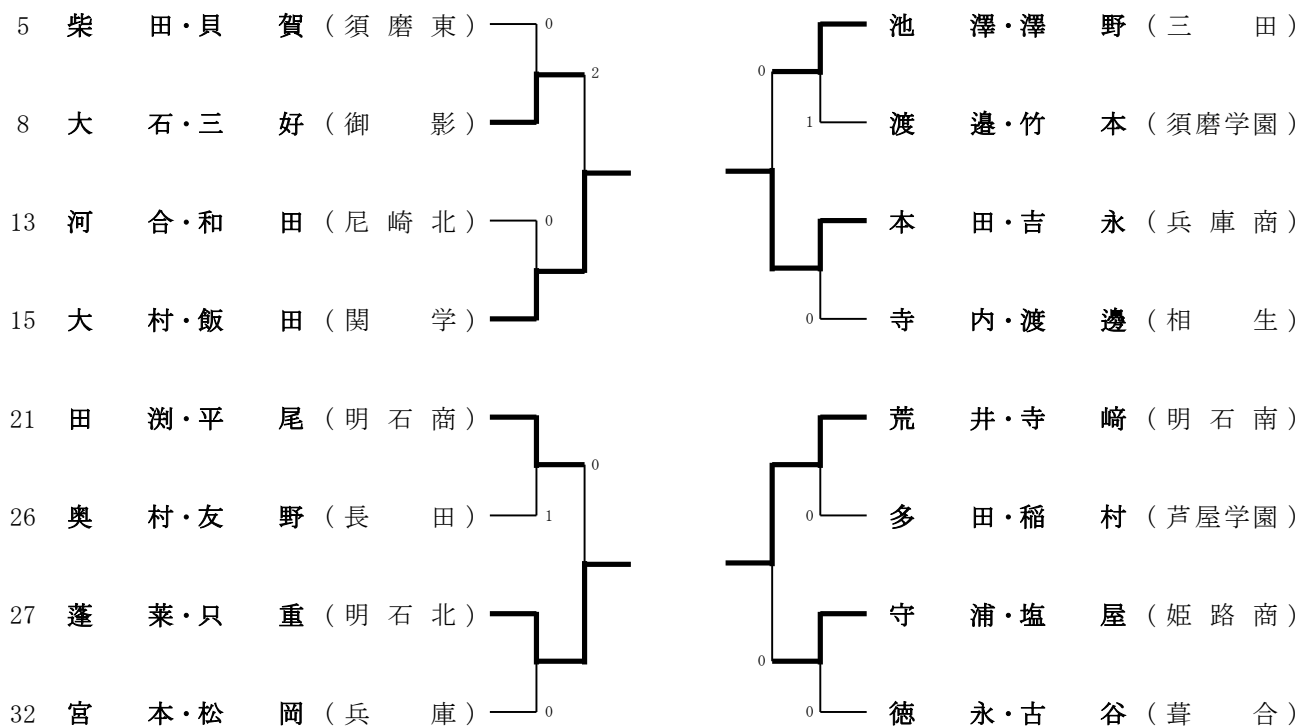 5 柴田・貝賀（須磨東） 0
2
8 大石・三好（御影）
13 河合・和田（尼崎北） 0
15 大村・飯田（関学）
21 田渕・平尾（明石商）
0
26 奥村・友野（長田） 1
27 蓬莱・只重（明石北）
32 宮本・松岡（兵庫） 0
池澤・澤野（三田）
0
1 渡邉・竹本（須磨学園）
本田・吉永（兵庫商）
0 寺内・渡邊（相生）
荒井・寺﨑（明石南）
0 多田・稲村（芦屋学園）
守浦・塩屋（姫路商）
0
0 徳永・古谷（葺合）